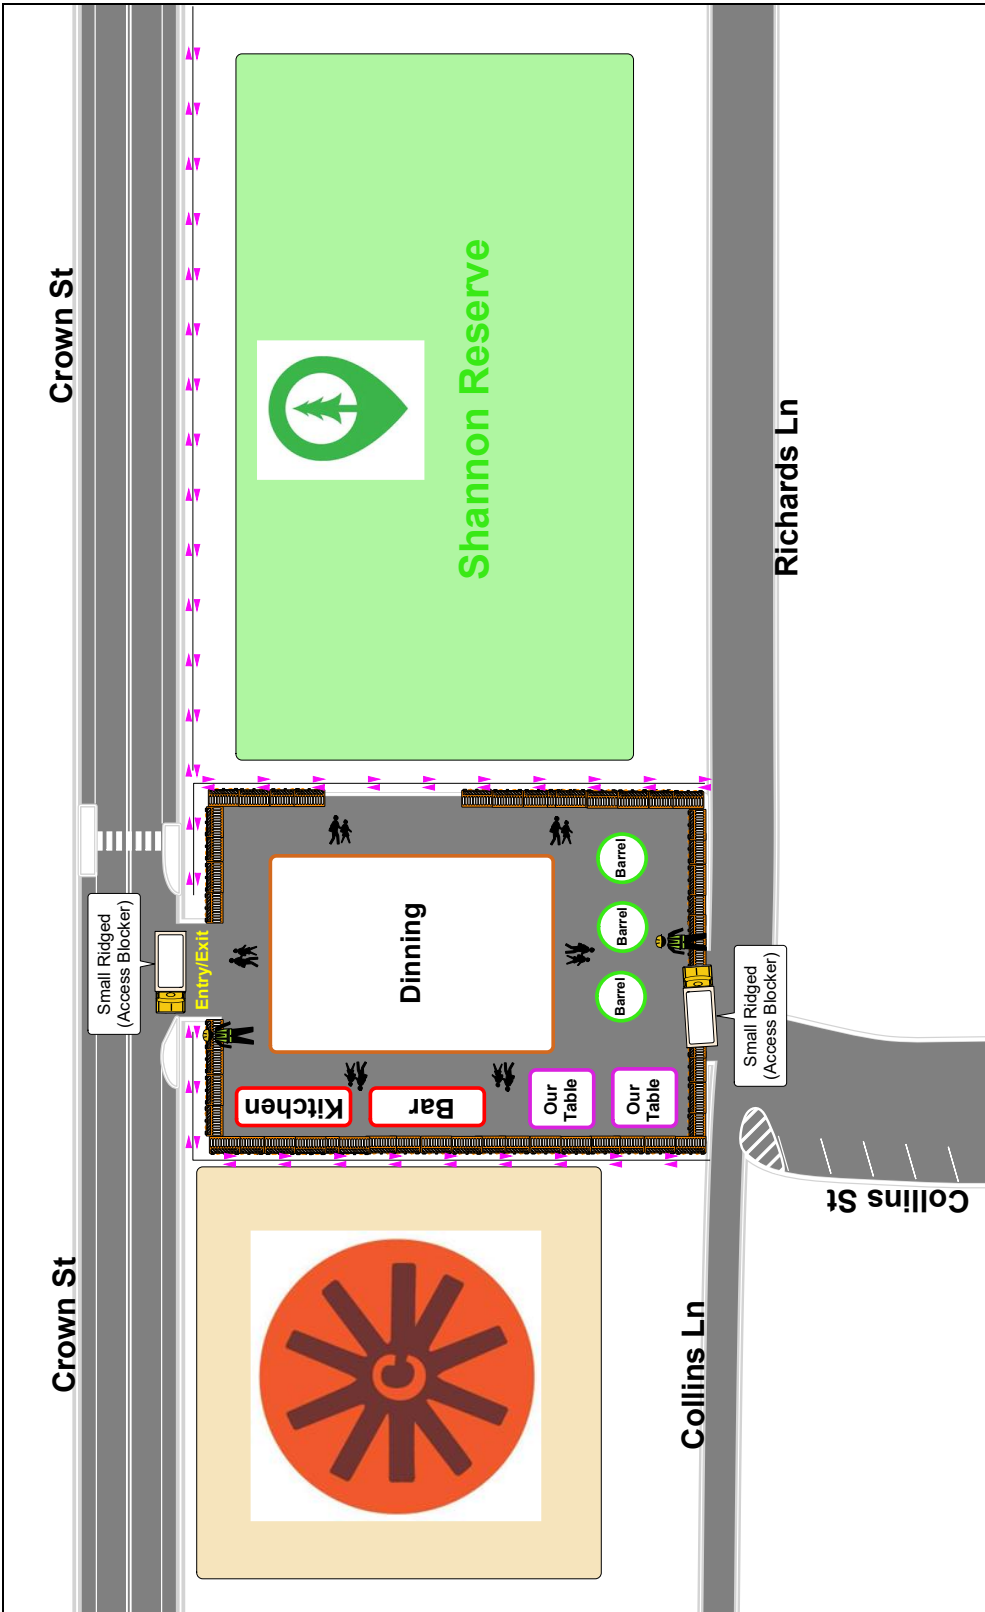 Crown St
Shannon Reserve
Richards Ln
Small Ridged
(Access Blocker)
Entry/Exit
Dinning
Barrel
Barrel
Barrel
Kitchen
Bar
Our
Table
Our
Table
Small Ridged
(Access Blocker)
Collins St
Crown St
C
Collins Ln